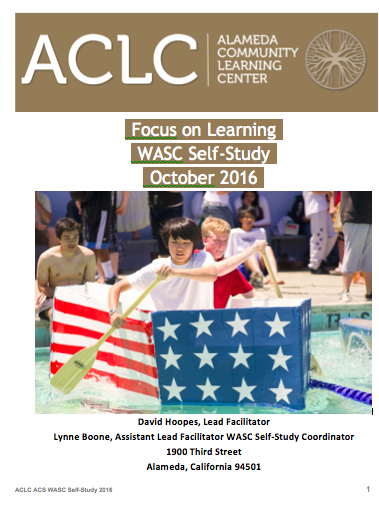 ACLC
ALAMEDA
COMMUNITY
LEARNING
CENTER
Focus on Learning
WASC Self-Study
October 2016
David Hoopes, Lead Facilitator
Lynne Boone, Assistant Lead Facilitator WASC Self-Study Coordinator
1900 Third Street
Alameda, California 94501
ACLC ACS WASC Self-Study 2016
1